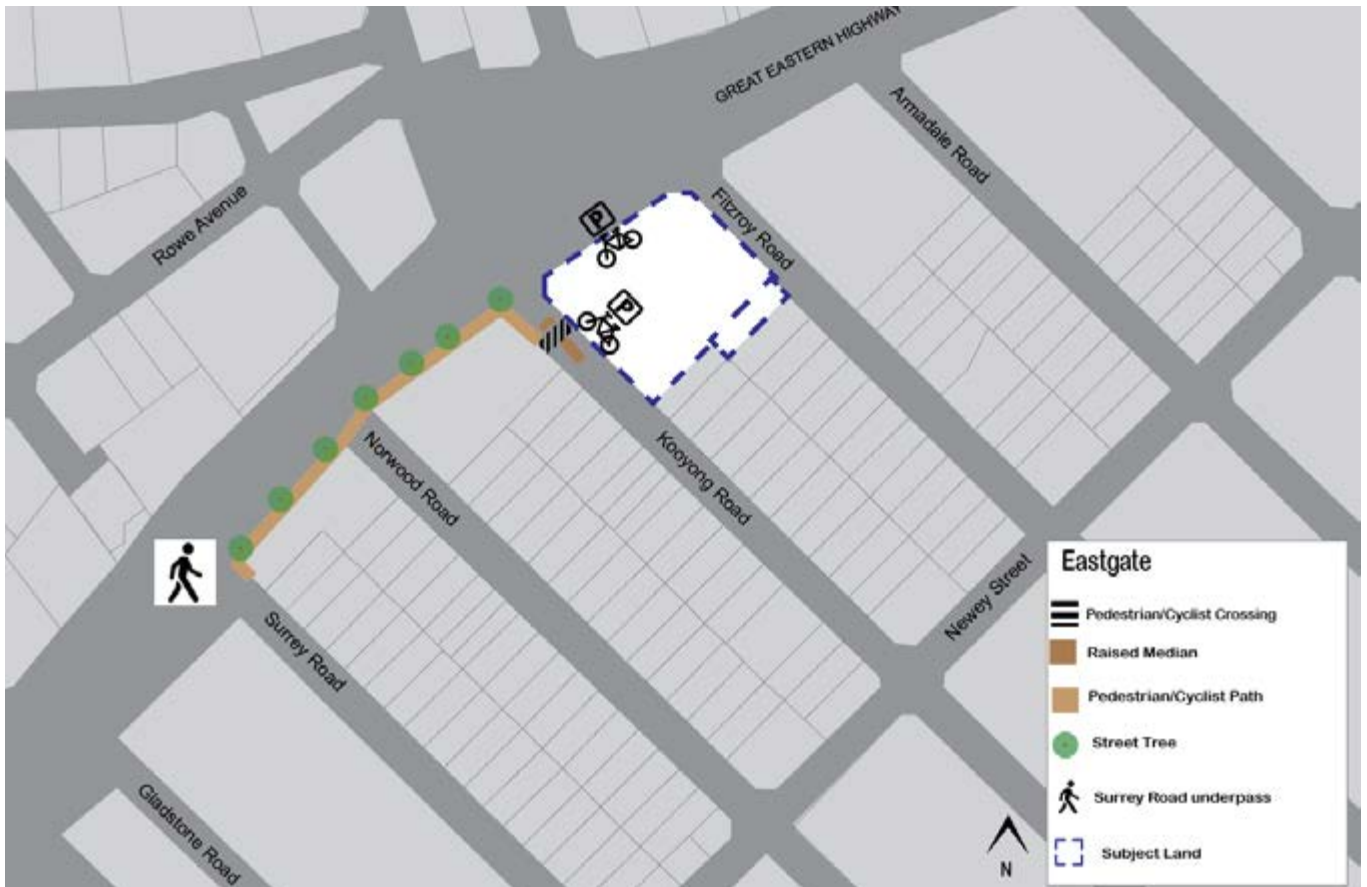 GREAT EASTERN HIGHWAY
Armadale Road
Rowe Avenue
Fitzroy Road
P
P
Norwood Road
Kooyong Road
Newey Street
Surrey Road
Gladstone Road
N
Eastgate
Pedestrian/Cyclist Crossing
Raised Median
Pedestrian/Cyclist Path
Street Tree
Surrey Road underpass
Subject Land